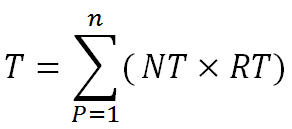 n
T = ∑ ( NT × RT)
P=1